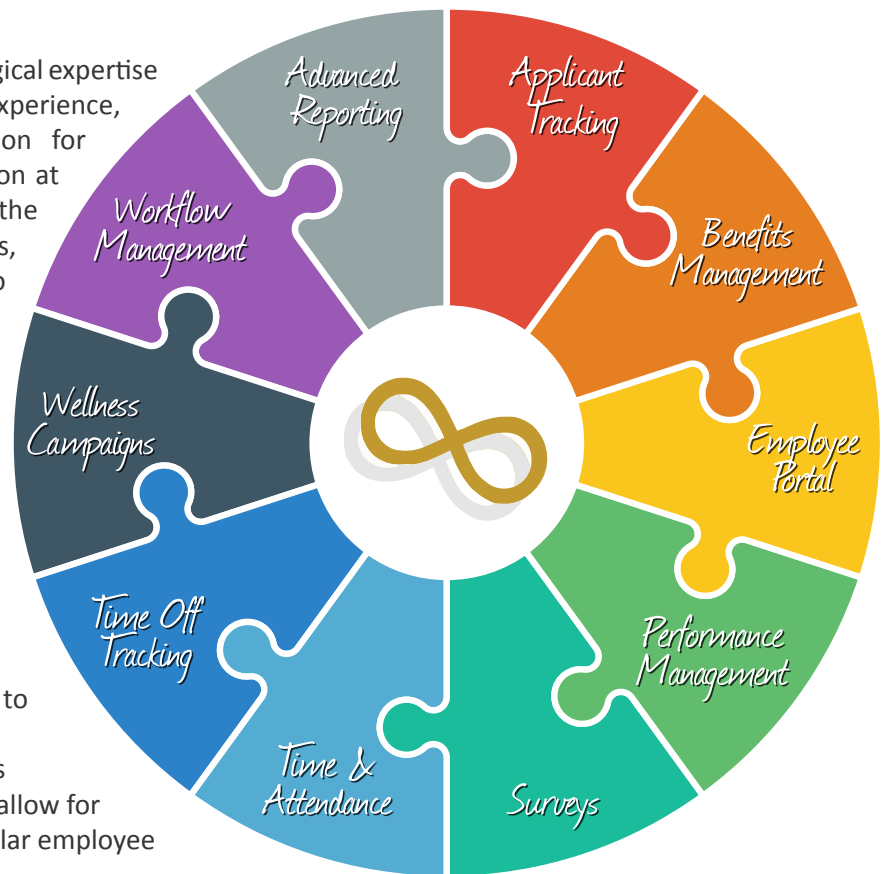 gical expertise
xperience,
on for
on at
the
s,
o
to
s
allow for
lar employee
Advanced
Reporting
Applicant
Tracking
Benefits
Management
Employee
Portal
Performance
Management
Surveys
Time &
Attendance
Time Off
Tracking
Wellness
Campaigns
Workflow
Management